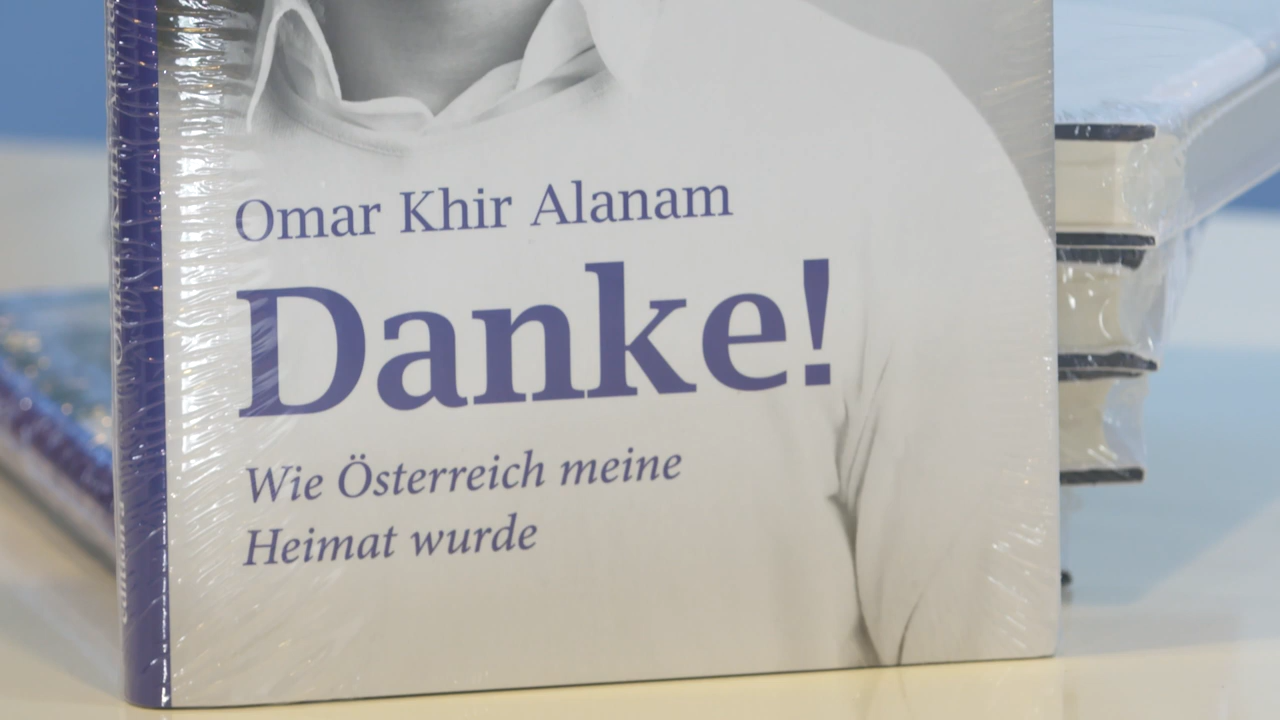 Omar Khir Alanam
Danke!
Wie Österreich meine
Heimat wurde